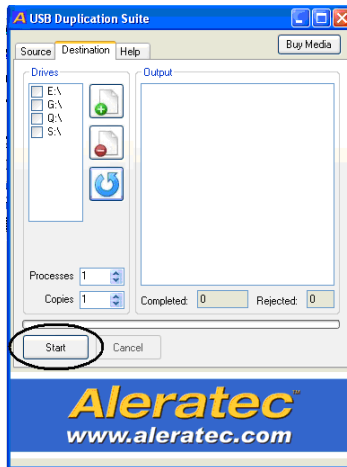 A USB Duplication Suite
Source Destination Help Buy Media
Drives Output
E:\
G:\
Q:\
S:\
Processes 1
Copies 1 Completed: 0 Rejected: 0
Start Cancel
Aleratec™
www.aleratec.com